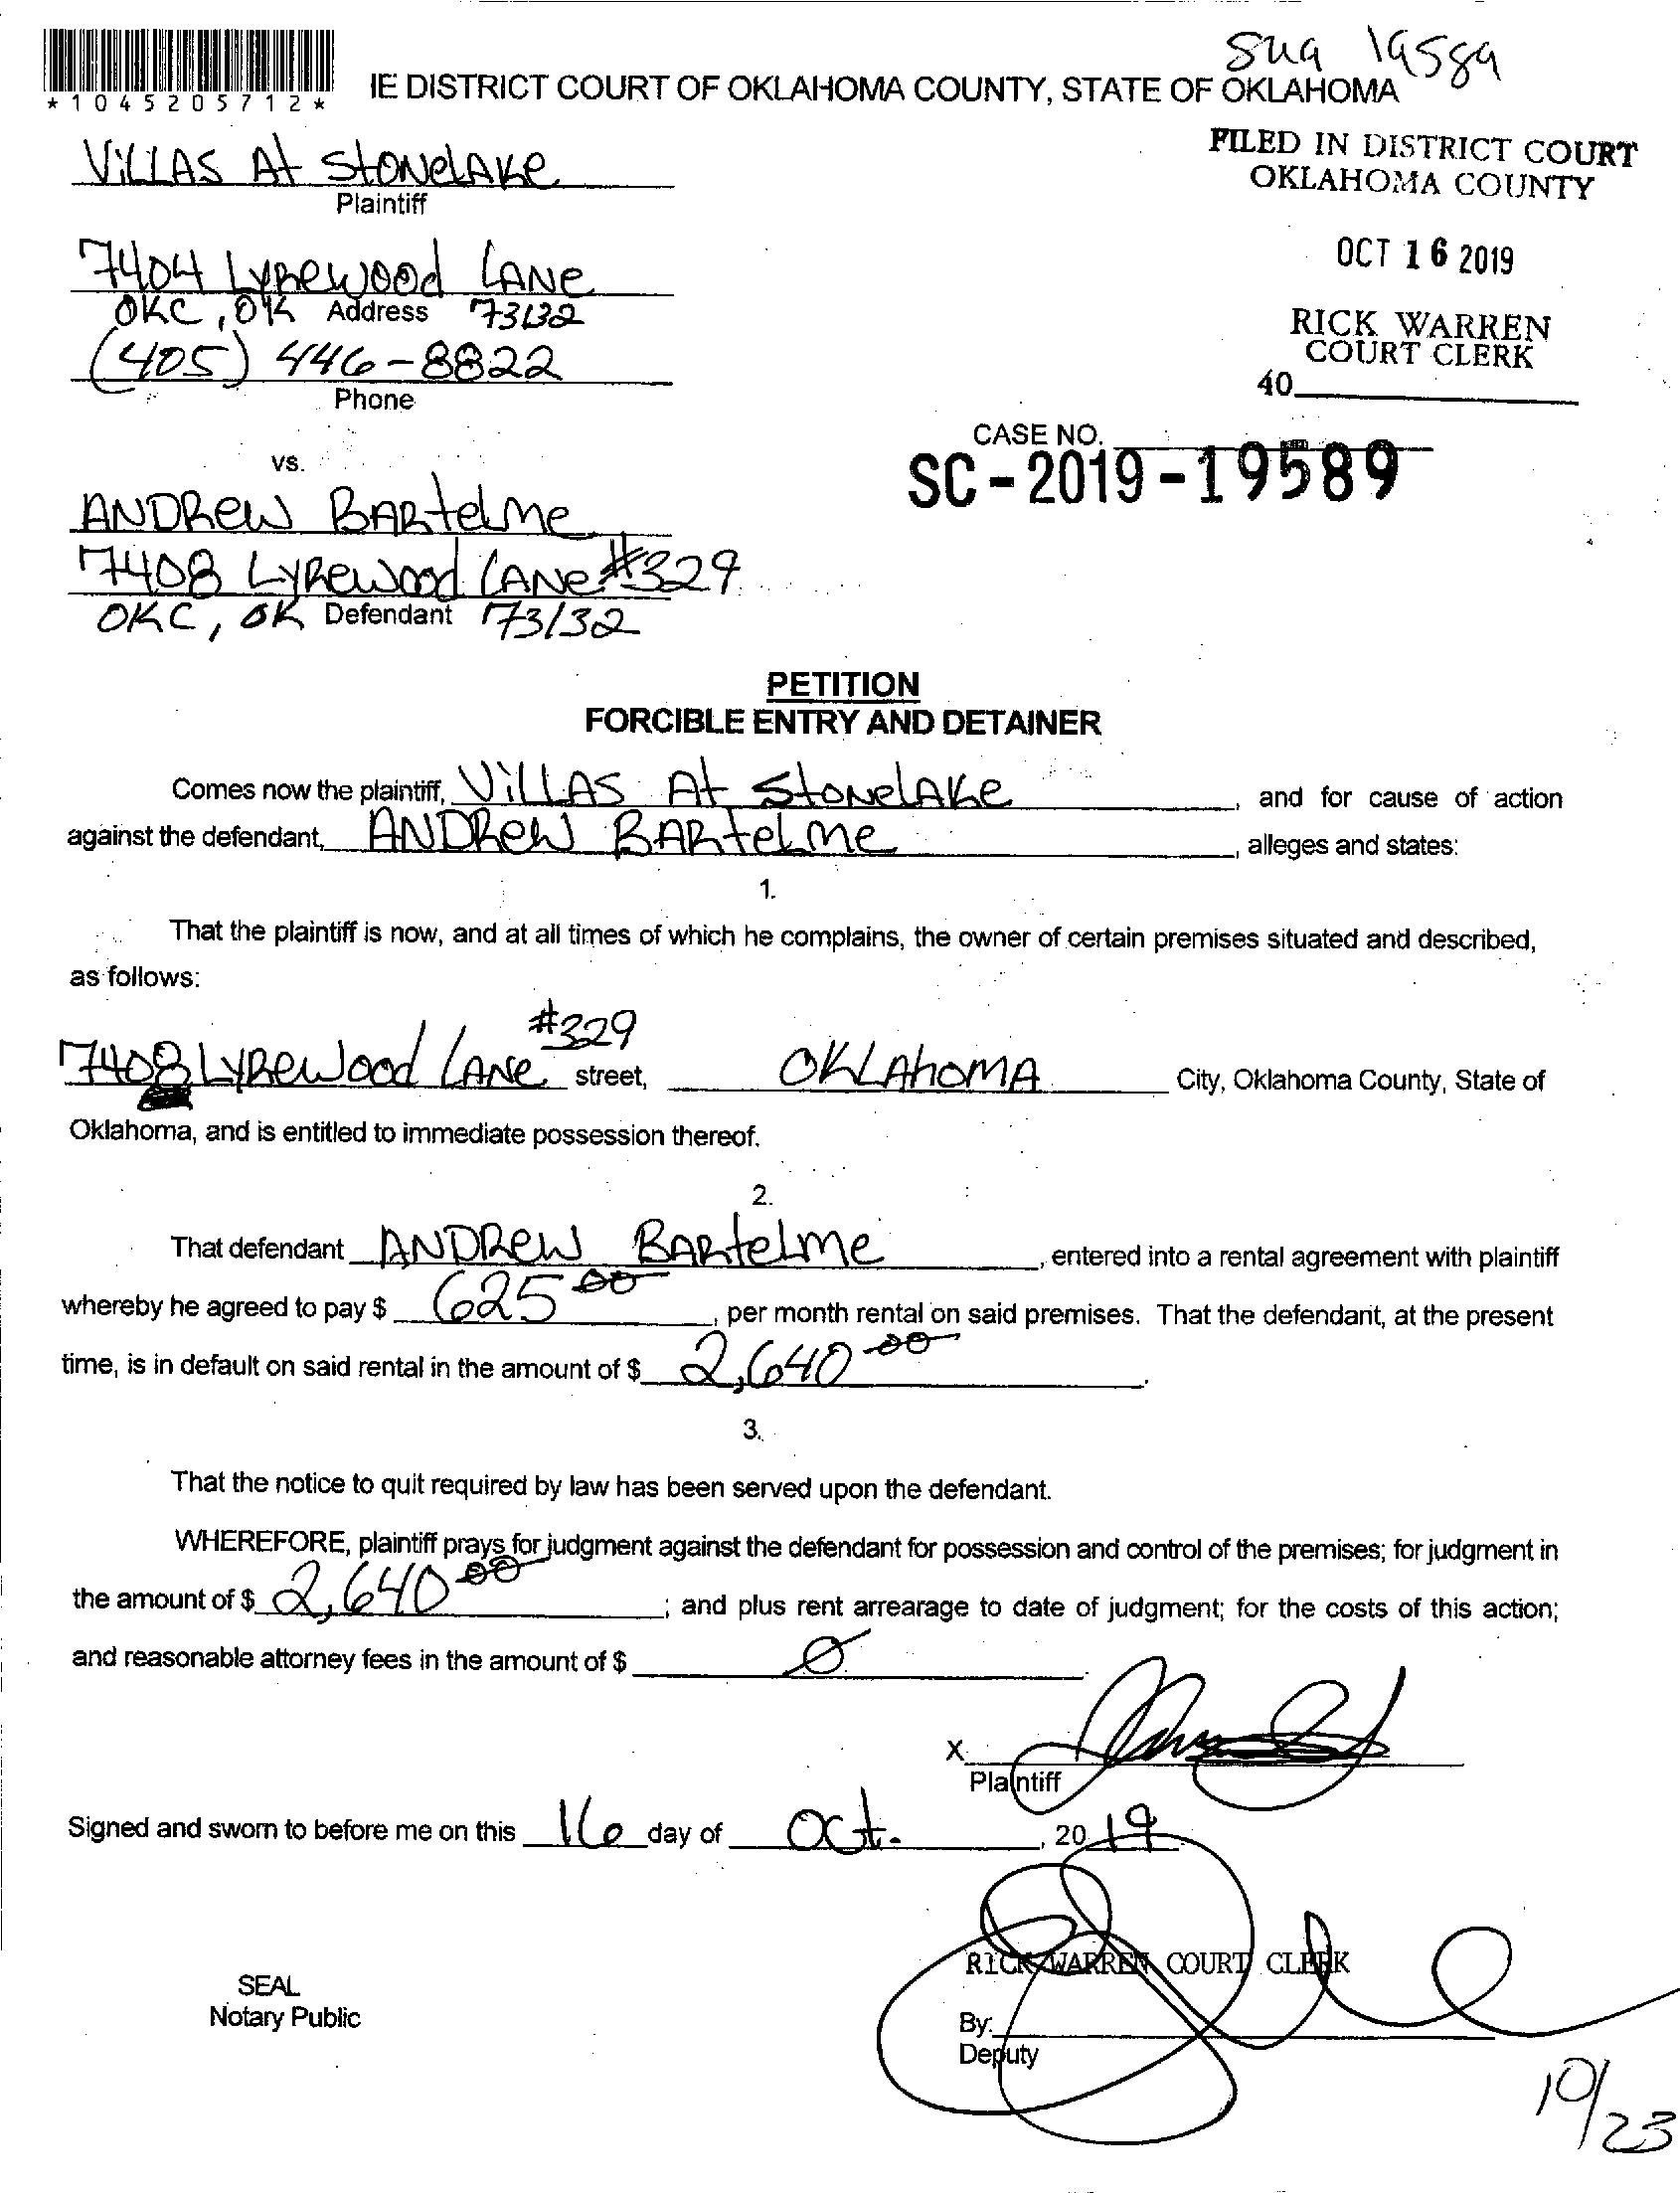 19589
*1045205712*
IE DISTRICT COURT OF OKLAHOMA COUNTY, STATE OF OKLAHOMA
FILED IN DISTRICT COURT
OKLAHOMA COUNTY
OCT 16 2019
RICK WARREN
COURT CLERK
40
VILLAS At StoneLAke
Plaintiff
7404 Lyrewood LANe
OKC, OK Address 73132
(405) 446-8822
Phone
CASE NO.
SC-2019-19589
vs.
ANDReW BARtelMe
7408 LyRewood LANe #329
OKC, OK Defendant 73132
PETITION
FORCIBLE ENTRY AND DETAINER
Comes now the plaintiff, VILLAS At StoneLAKe, and for cause of action
against the defendant, ANDReW BARtelMe, alleges and states:
1.
That the plaintiff is now, and at all times of which he complains, the owner of certain premises situated and described,
as follows:
7408 LyReWood LANe #329 street, OKLAhoMA City, Oklahoma County, State of
Oklahoma, and is entitled to immediate possession thereof.
2.
That defendant ANDReW BARtelMe, entered into a rental agreement with plaintiff
whereby he agreed to pay $ 625 00, per month rental on said premises. That the defendant, at the present
time, is in default on said rental in the amount of $ 2,640 00.
3.
That the notice to quit required by law has been served upon the defendant.
WHEREFORE, plaintiff prays for judgment against the defendant for possession and control of the premises; for judgment in
the amount of $ 2,640 00; and plus rent arrearage to date of judgment; for the costs of this action;
and reasonable attorney fees in the amount of $ 0
X
Plaintiff
Signed and sworn to before me on this 16 day of Oct., 20 19
RICK WARREN COURT CLERK
SEAL
Notary Public
By:
Deputy
10/23